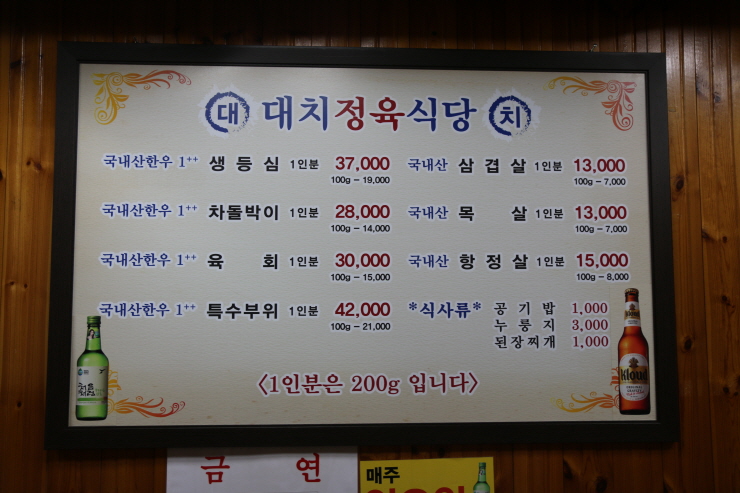 대 대치정육식당 치
국내산한우 1++ 생등심 1인분 37,000
100g – 19,000
국내산한우 1++ 차돌박이 1인분 28,000
100g – 14,000
국내산한우 1++ 육 회 1인분 30,000
100g – 15,000
국내산한우 1++ 특수부위 1인분 42,000
100g – 21,000
국내산 삼겹살 1인분 13,000
100g – 7,000
국내산 목 살 1인분 13,000
100g – 7,000
국내산 항정살 1인분 15,000
100g – 8,000
*식사류* 공기밥 1,000
누룽지 3,000
된장찌개 1,000
<1인분은 200g 입니다>
Kloud
금 연
매주